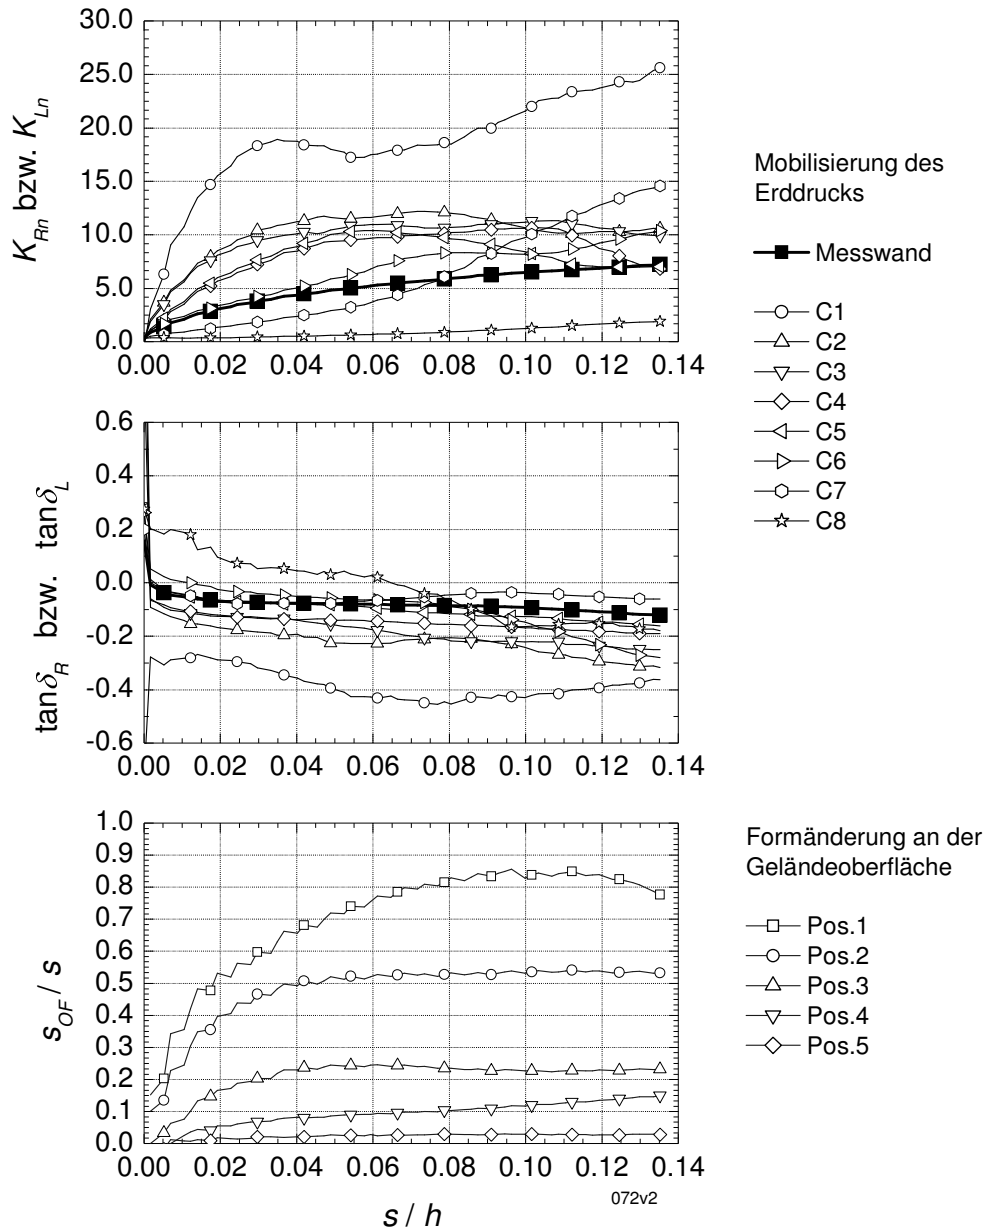 30.0
25.0
20.0
15.0
10.0
5.0
0.0
K_Rn bzw. K_Ln
0.00 0.02 0.04 0.06 0.08 0.10 0.12 0.14
Mobilisierung des
Erddrucks
Messwand
C1
C2
C3
C4
C5
C6
C7
C8
0.6
0.4
0.2
0.0
-0.2
-0.4
-0.6
tanδ_R bzw. tanδ_L
0.00 0.02 0.04 0.06 0.08 0.10 0.12 0.14
1.0
0.9
0.8
0.7
0.6
0.5
0.4
0.3
0.2
0.1
0.0
s_OF / s
0.00 0.02 0.04 0.06 0.08 0.10 0.12 0.14
s / h
072v2
Formänderung an der
Geländeoberfläche
Pos.1
Pos.2
Pos.3
Pos.4
Pos.5